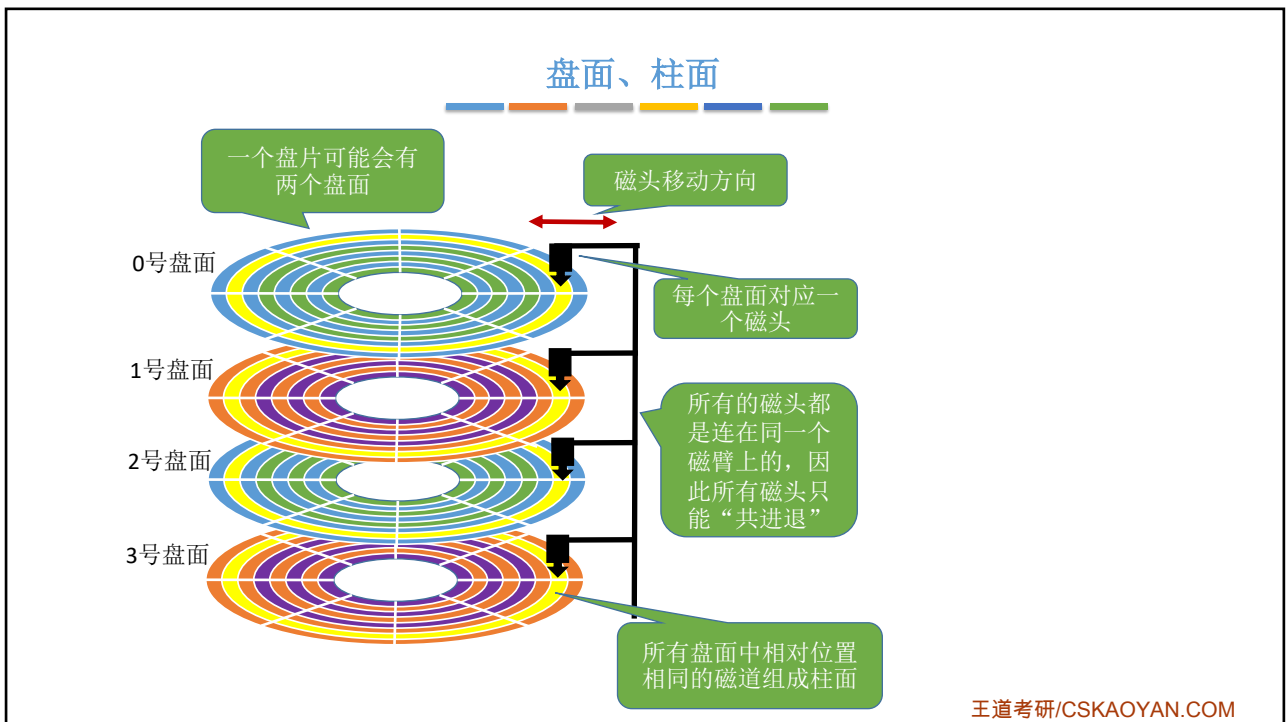 盘面、柱面
一个盘片可能会有
两个盘面
磁头移动方向
0号盘面
每个盘面对应一
个磁头
1号盘面
所有的磁头都
是连在同一个
磁臂上的，因
此所有磁头只
能“共进退”
2号盘面
3号盘面
所有盘面中相对位置
相同的磁道组成柱面
王道考研/CSKAOYAN.COM